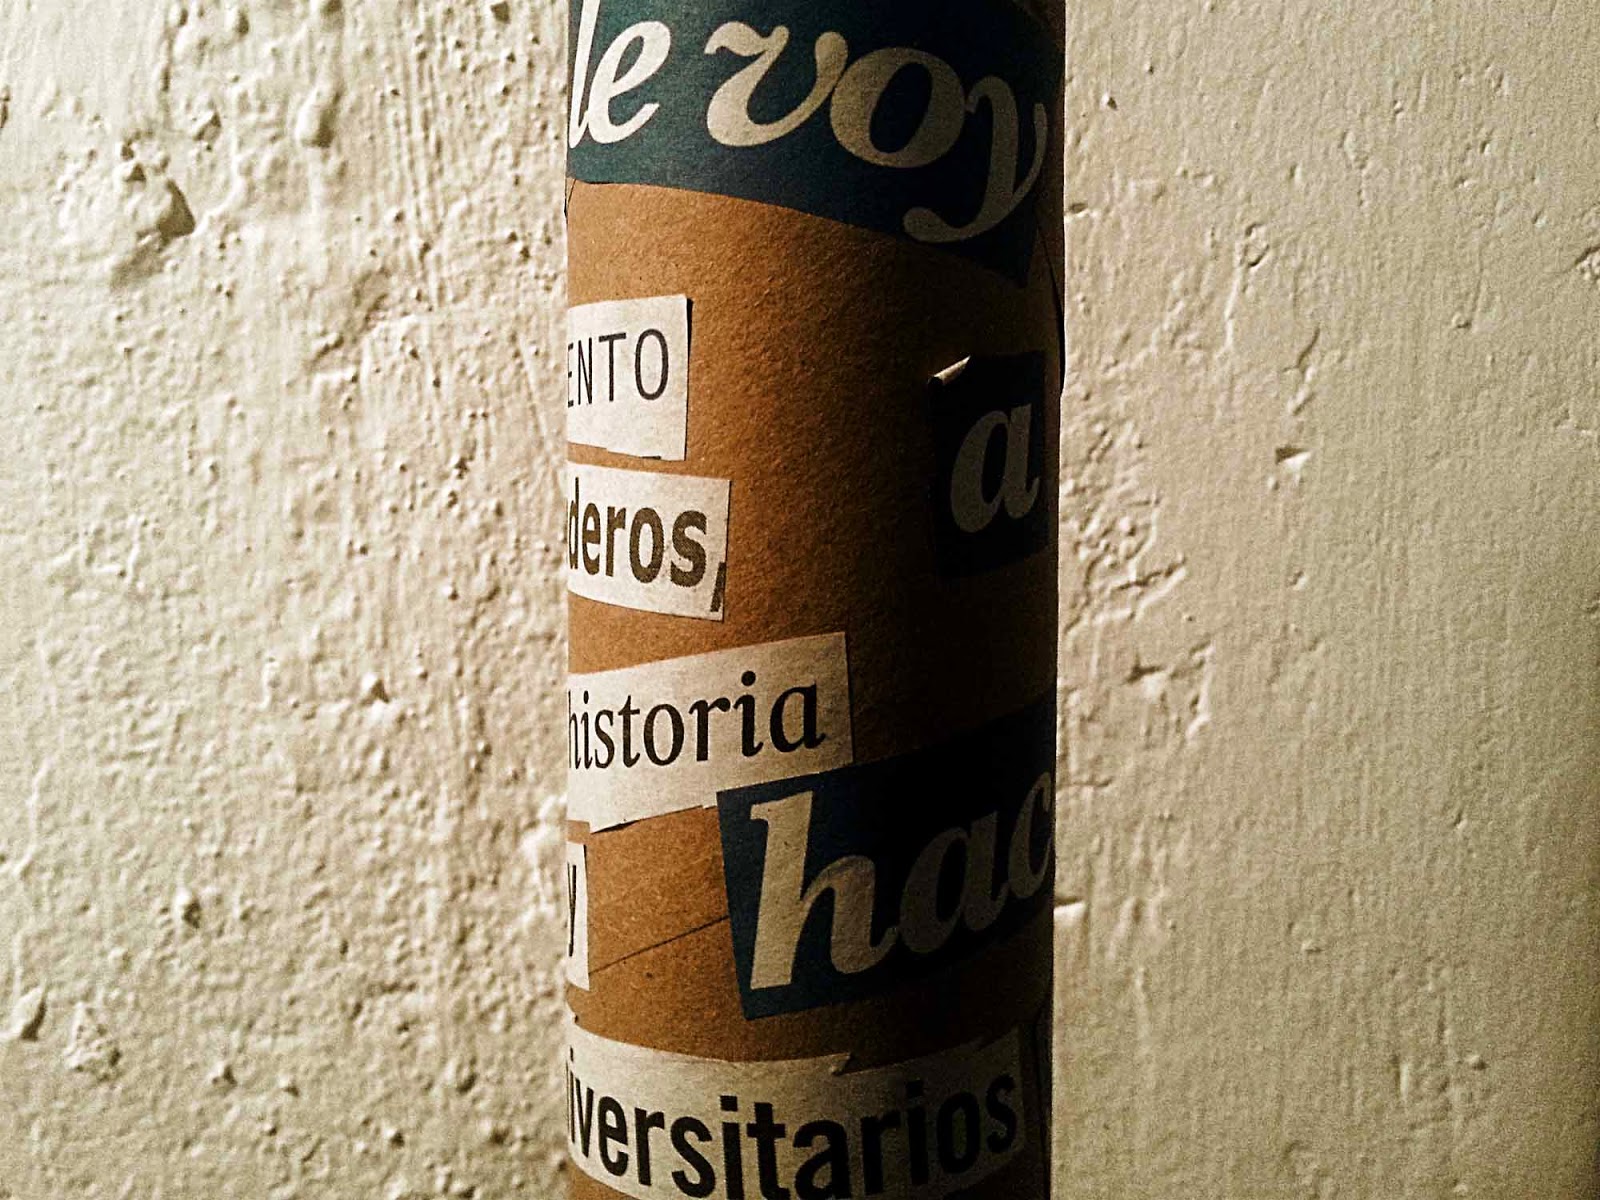 le voy
ENTO
a
deros,
historia
hac
y
iversitarios